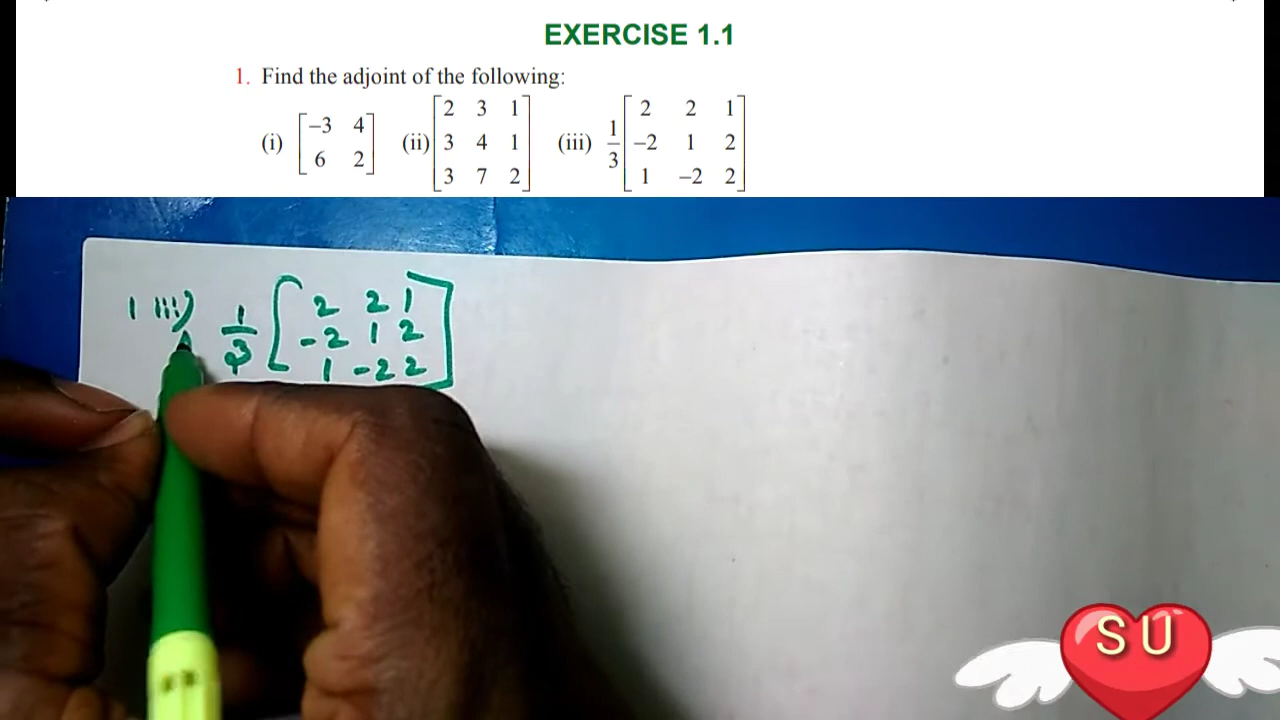 EXERCISE 1.1
1. Find the adjoint of the following:
(i) [−3 4] (ii) [2 3 1] (iii) 1/3 [2 2 1]
[6 2] [3 4 1] [−2 1 2]
[3 7 2] [1 −2 2]
1 iii) 1/3 [2 2 1]
[-2 1 2]
[1 -2 2]
SU